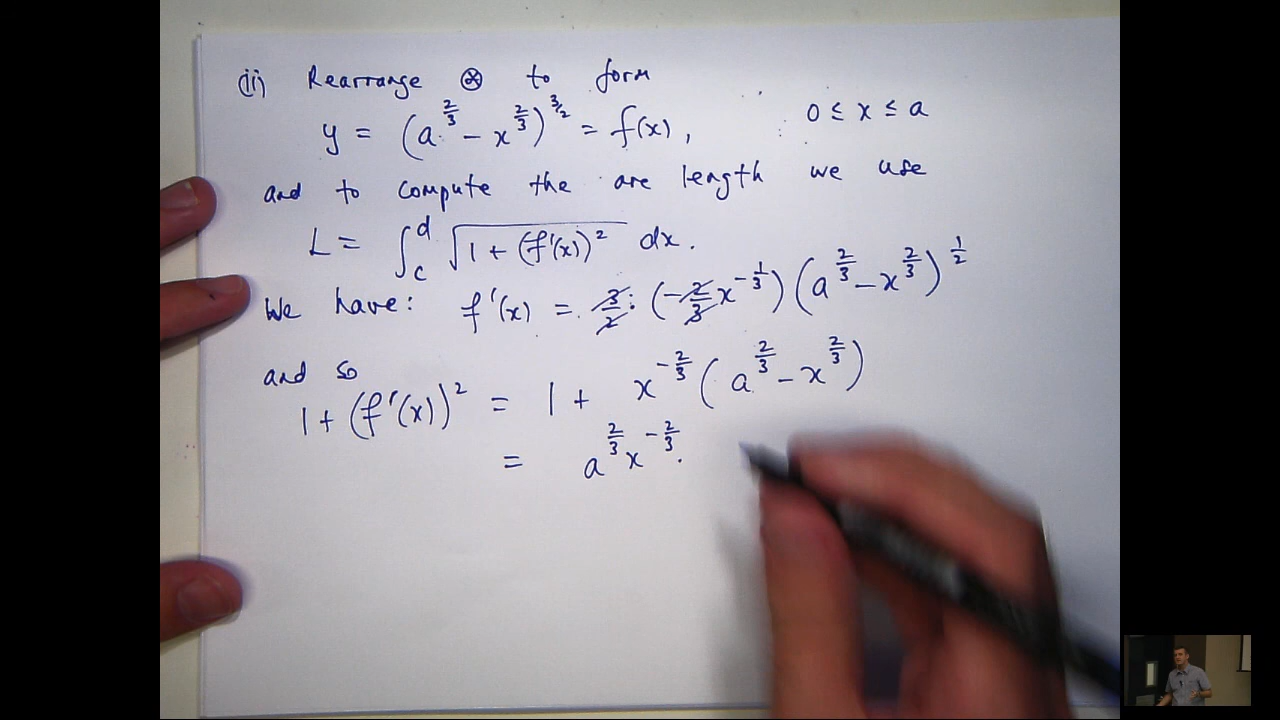 (ii) Rearrange ⊛ to form
y = (a^{2/3} - x^{2/3})^{3/2} = f(x), 0 ≤ x ≤ a
and to compute the arc length we use
L = ∫_c^d √(1 + (f'(x))^2) dx.
We have: f'(x) = 3/2 · (-2/3 x^{-1/3}) (a^{2/3} - x^{2/3})^{1/2}
and so
1 + (f'(x))^2 = 1 + x^{-2/3} (a^{2/3} - x^{2/3})
= a^{2/3} x^{-2/3}.